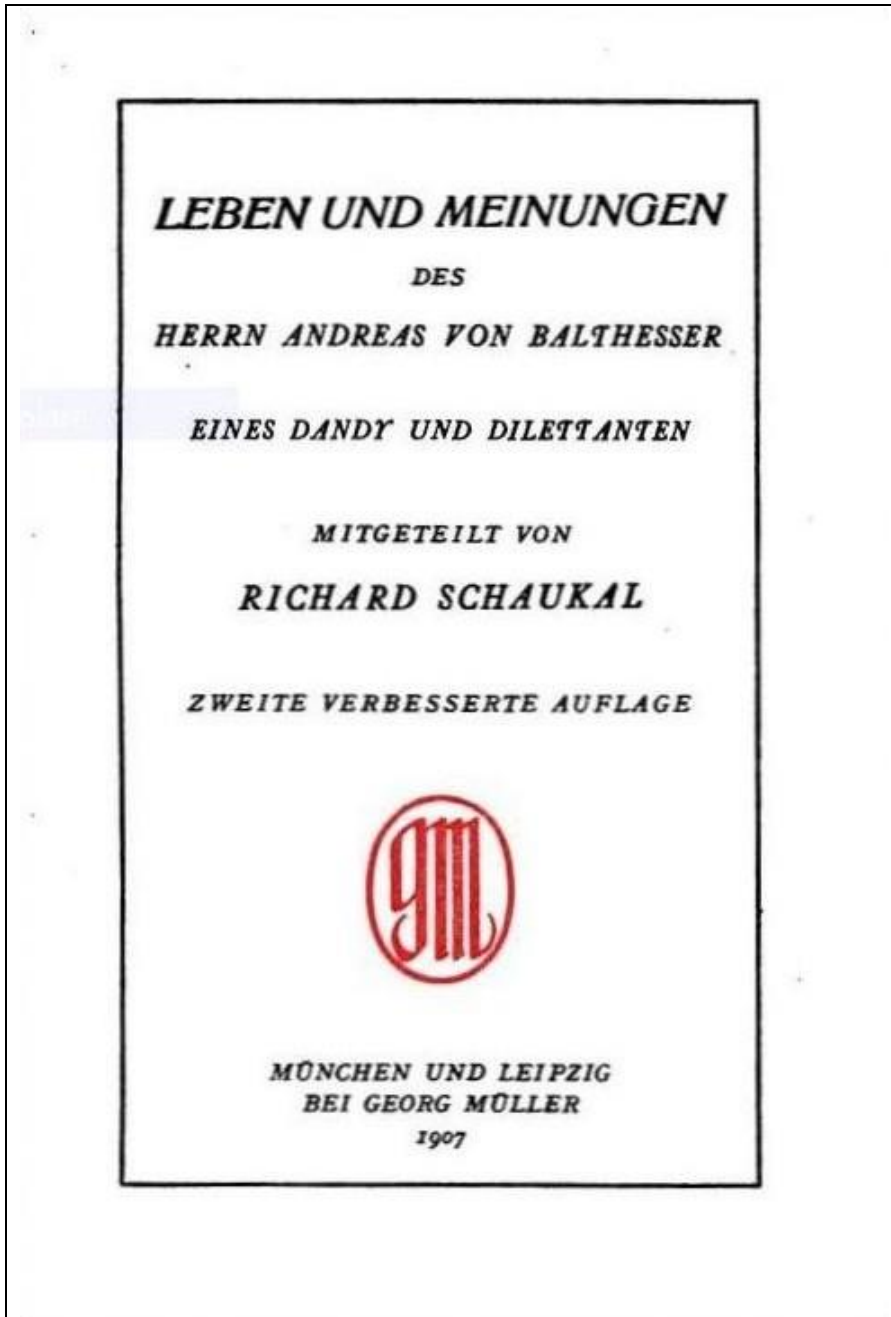 LEBEN UND MEINUNGEN
DES
HERRN ANDREAS VON BALTHESSER
EINES DANDY UND DILETTANTEN
MITGETEILT VON
RICHARD SCHAUKAL
ZWEITE VERBESSERTE AUFLAGE
GM
MÜNCHEN UND LEIPZIG
BEI GEORG MÜLLER
1907